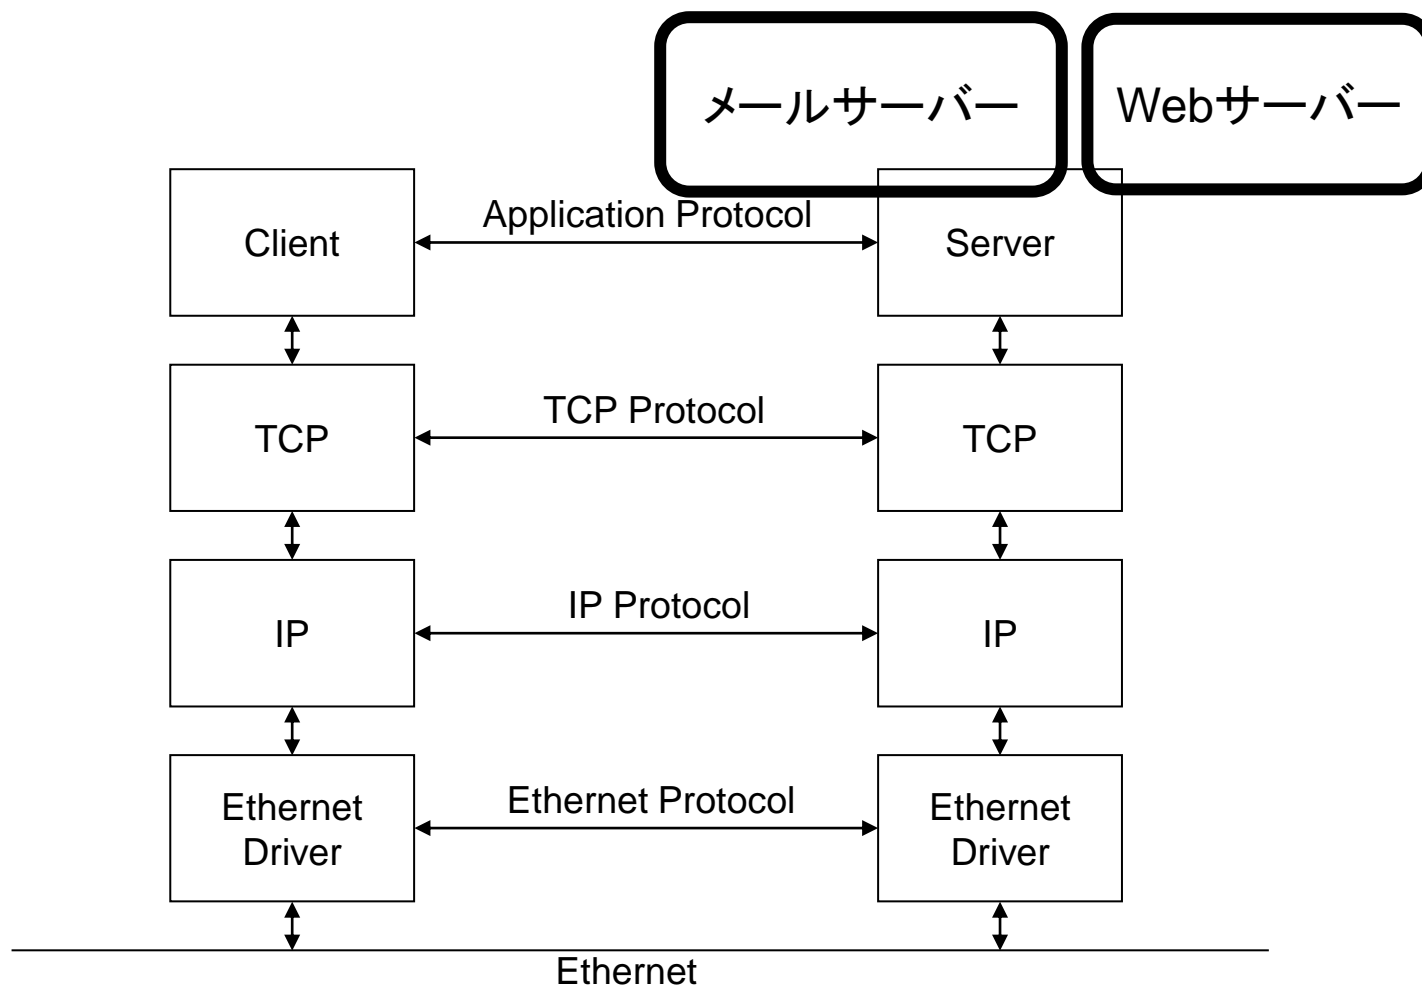 メールサーバー
Webサーバー
Application Protocol
Client
Server
TCP Protocol
TCP
TCP
IP Protocol
IP
IP
Ethernet Protocol
Ethernet
Driver
Ethernet
Driver
Ethernet